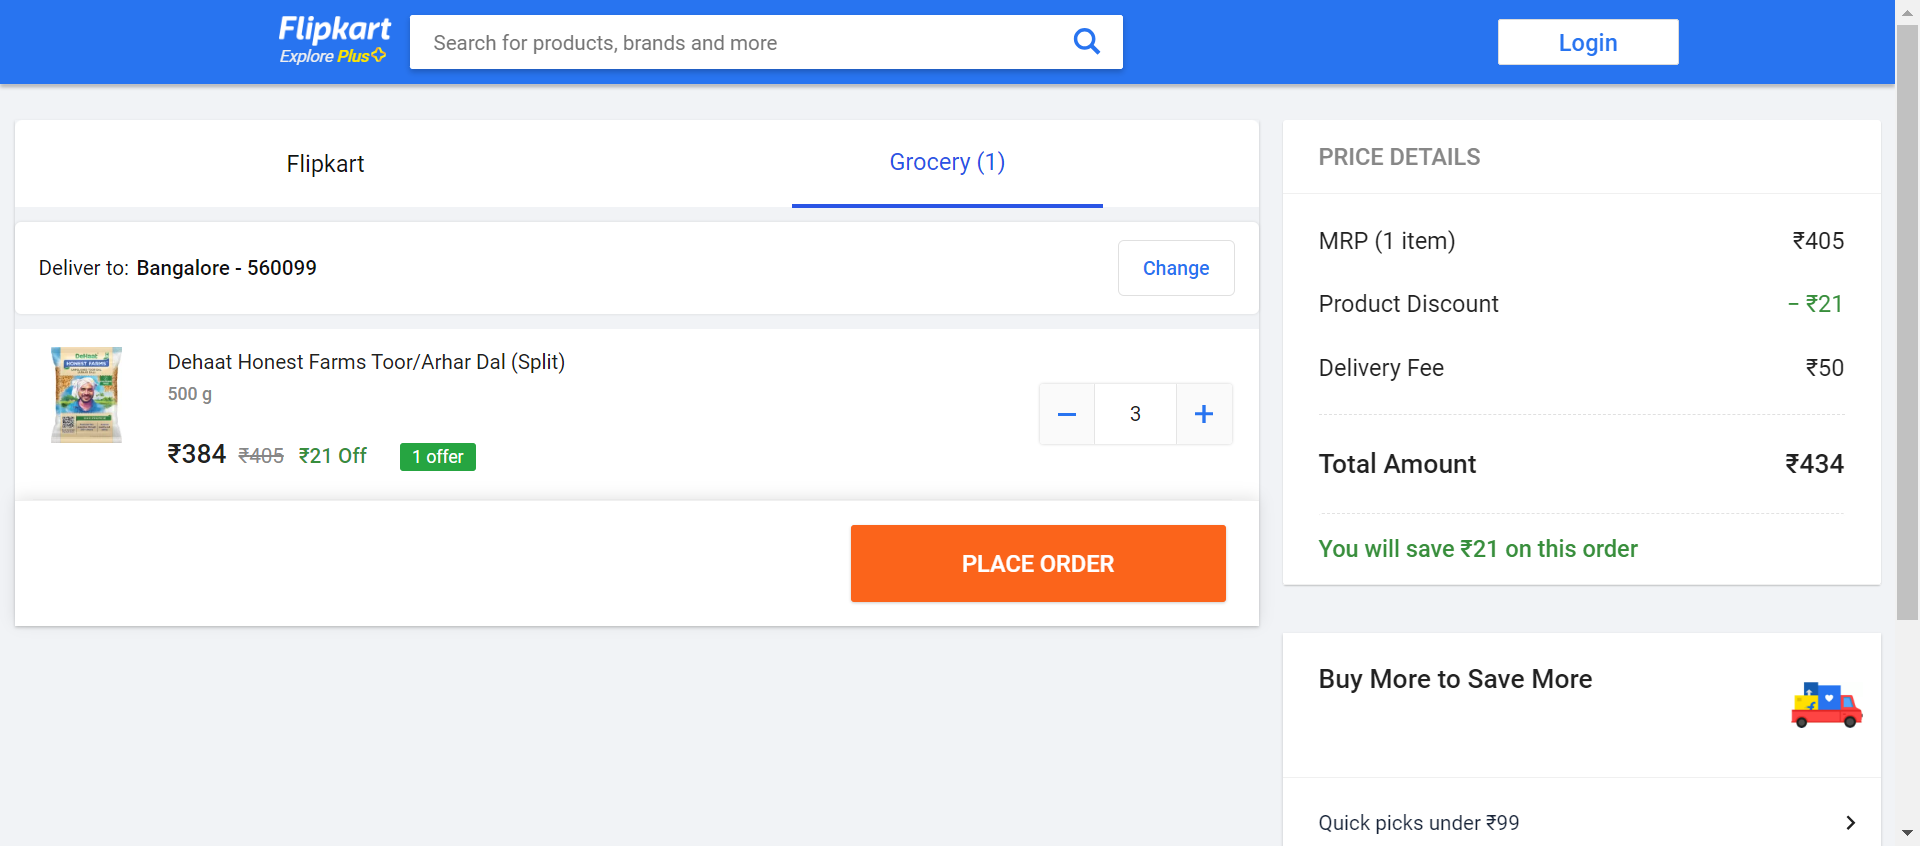 Flipkart
Explore Plus
Search for products, brands and more
Login
Flipkart
Grocery (1)
Deliver to: Bangalore - 560099
Change
DeHaat
HONEST FARMS
Dehaat Honest Farms Toor/Arhar Dal (Split)
500 g
₹384 ₹405 ₹21 Off 1 offer
3
PLACE ORDER
PRICE DETAILS
MRP (1 item) ₹405
Product Discount − ₹21
Delivery Fee ₹50
Total Amount ₹434
You will save ₹21 on this order
Buy More to Save More
Quick picks under ₹99